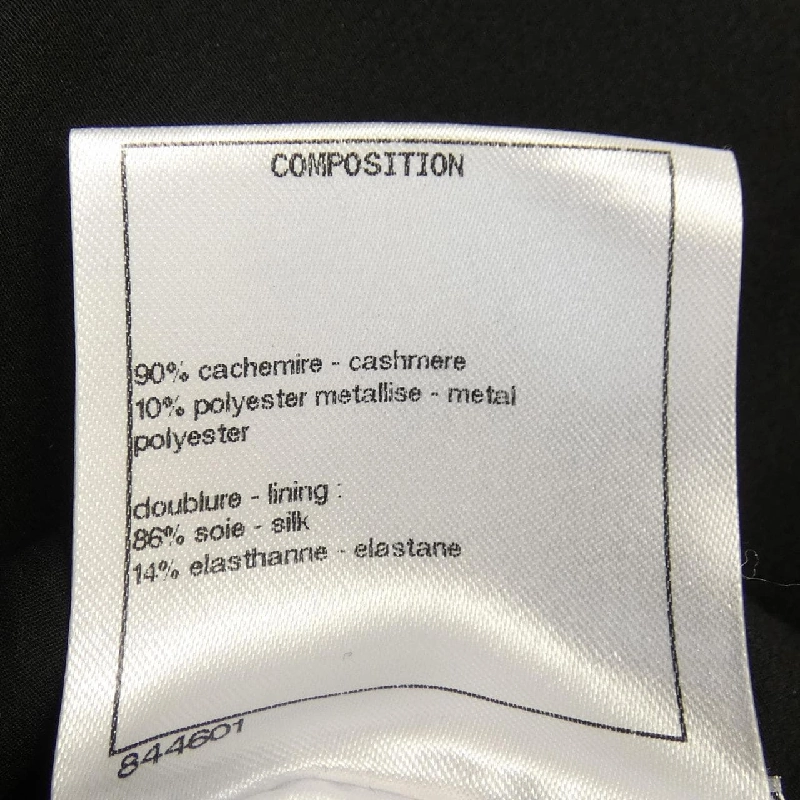 COMPOSITION
90% cachemire - cashmere
10% polyester metallise - metal
polyester
doublure - lining :
86% soie - silk
14% elasthanne - elastane
844601